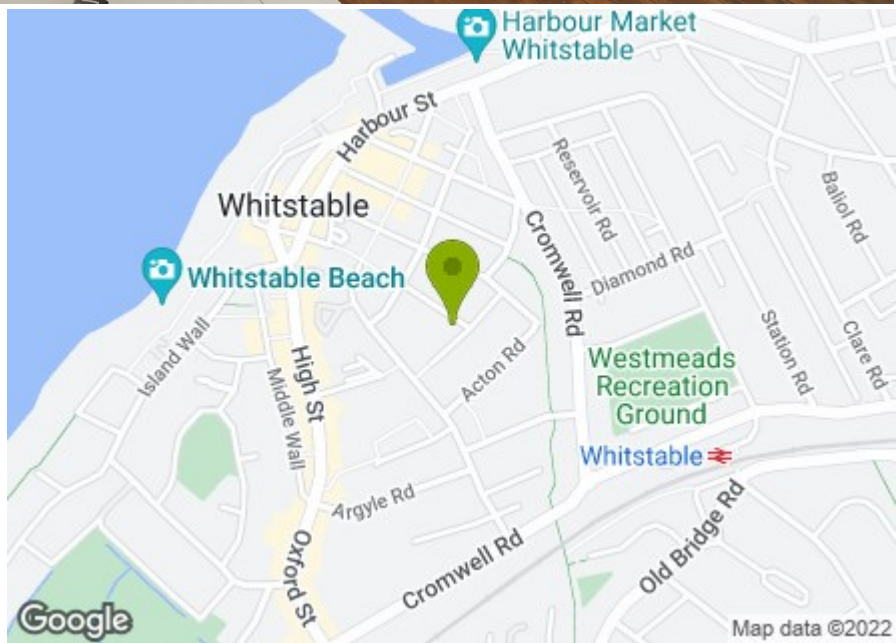 Harbour Market
Whitstable
Harbour St
Reservoir Rd
Baliol Rd
Whitstable
Cromwell Rd
Diamond Rd
Whitstable Beach
Station Rd
Clare Rd
Island Wall
High St
Middle Wall
Acton Rd
Westmeads
Recreation
Ground
Whitstable
Argyle Rd
Old Bridge Rd
Oxford St
Cromwell Rd
Google
Map data ©2022